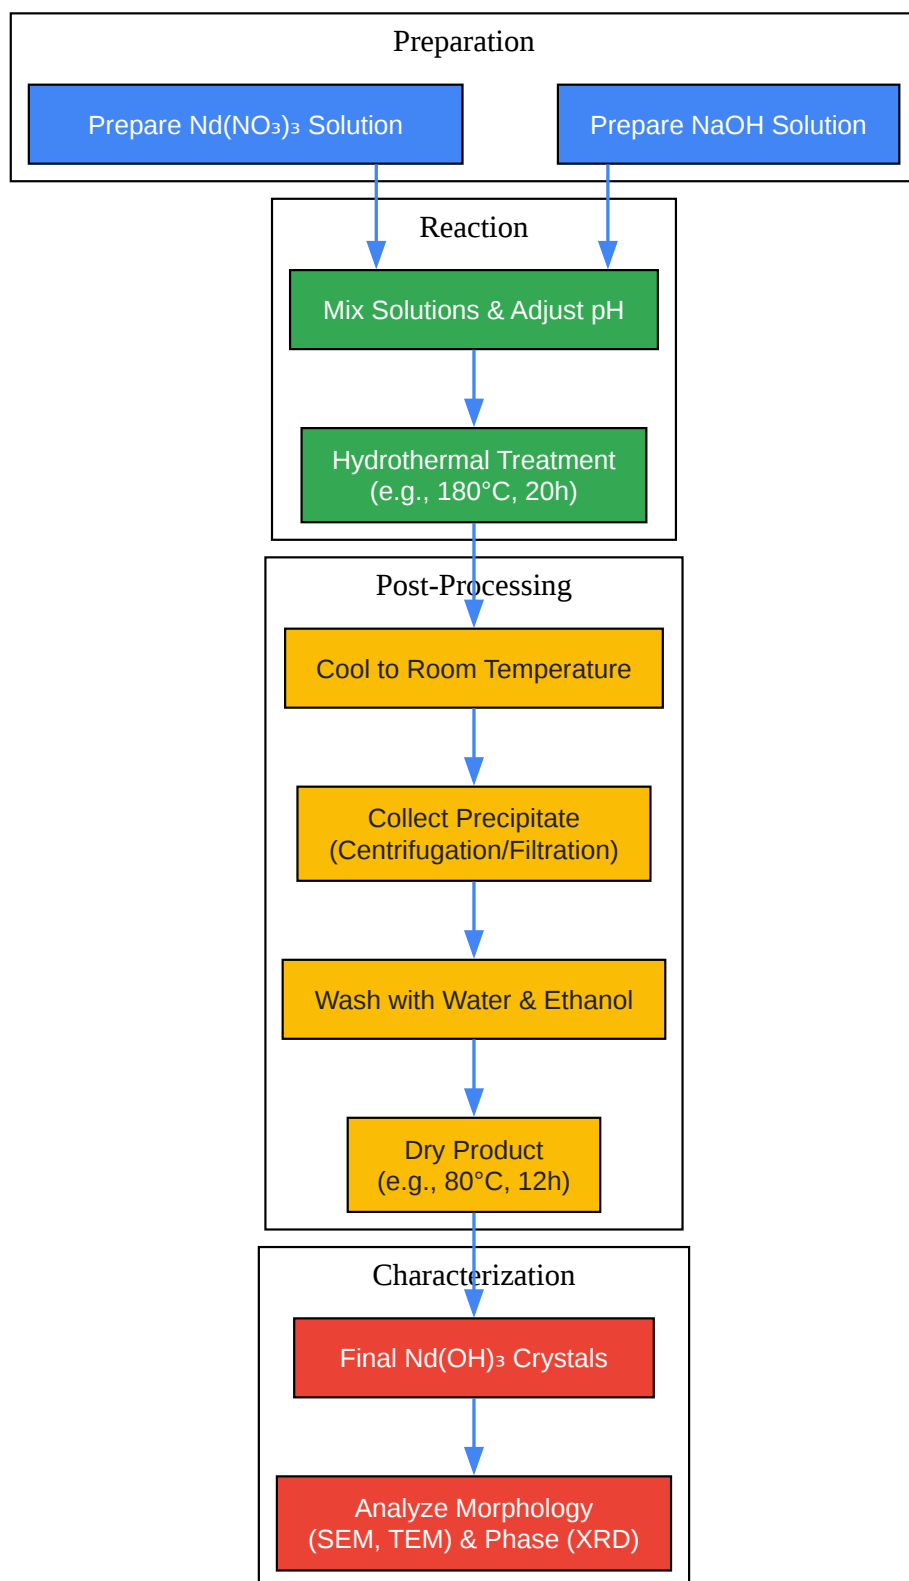 Preparation
Prepare Nd(NO₃)₃ Solution
Prepare NaOH Solution
Reaction
Mix Solutions & Adjust pH
Hydrothermal Treatment
(e.g., 180°C, 20h)
Post-Processing
Cool to Room Temperature
Collect Precipitate
(Centrifugation/Filtration)
Wash with Water & Ethanol
Dry Product
(e.g., 80°C, 12h)
Characterization
Final Nd(OH)₃ Crystals
Analyze Morphology
(SEM, TEM) & Phase (XRD)